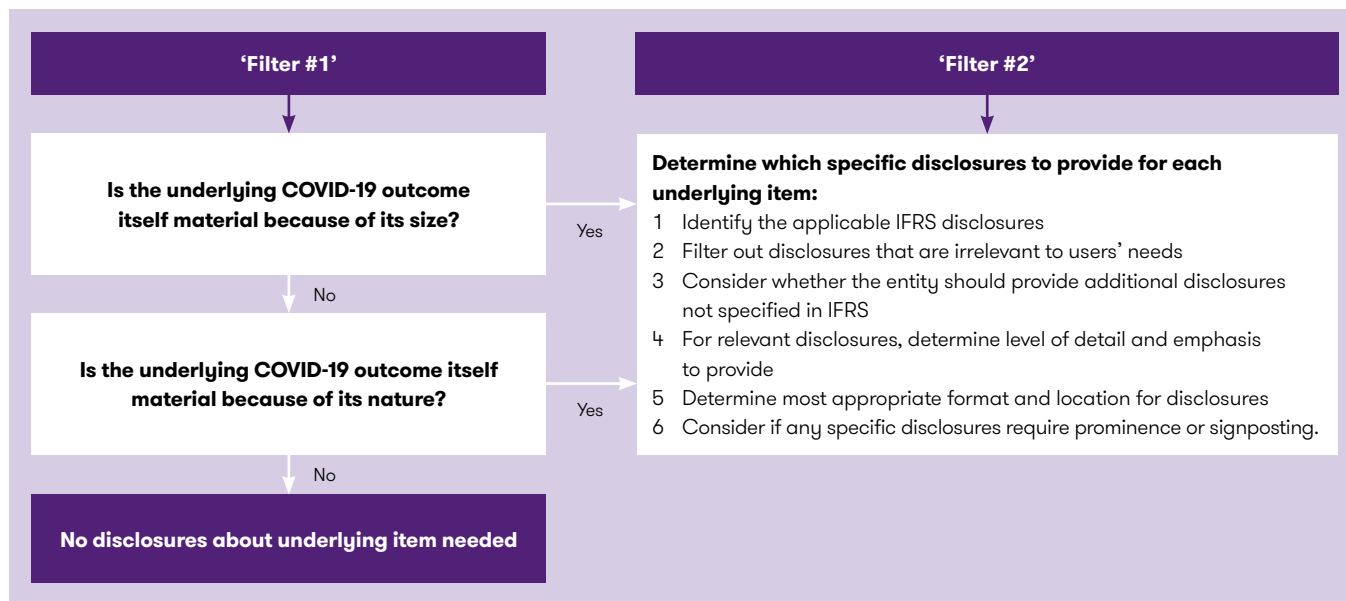 ‘Filter #1’
Is the underlying COVID-19 outcome
itself material because of its size?
Yes
No
Is the underlying COVID-19 outcome itself
material because of its nature?
Yes
No
No disclosures about underlying item needed
‘Filter #2’
Determine which specific disclosures to provide for each
underlying item:
1 Identify the applicable IFRS disclosures
2 Filter out disclosures that are irrelevant to users’ needs
3 Consider whether the entity should provide additional disclosures
not specified in IFRS
4 For relevant disclosures, determine level of detail and emphasis
to provide
5 Determine most appropriate format and location for disclosures
6 Consider if any specific disclosures require prominence or signposting.